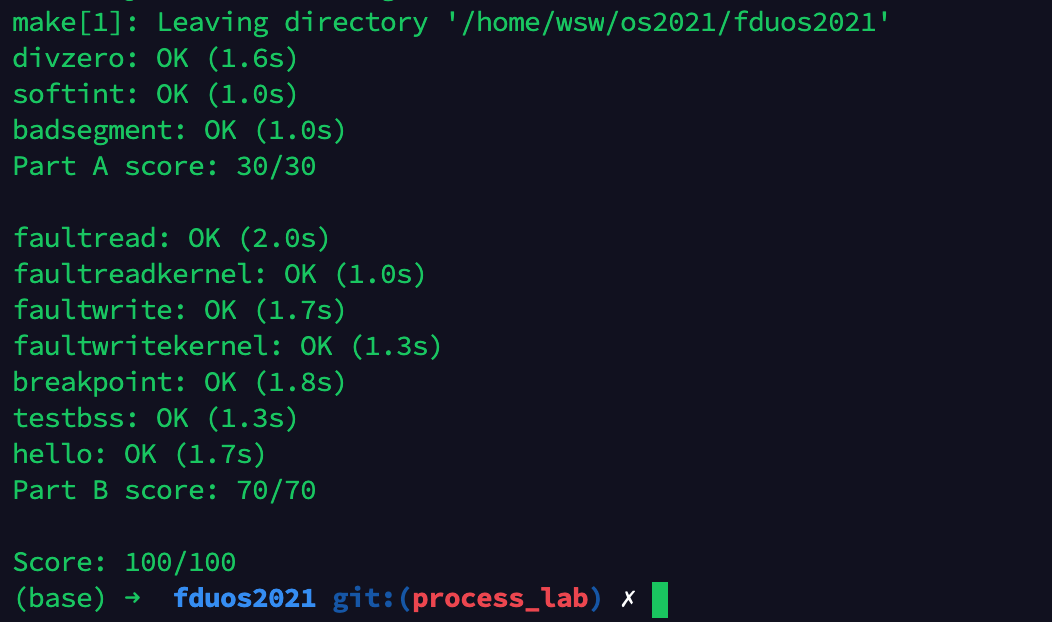 make[1]: Leaving directory '/home/wsw/os2021/fduos2021'
divzero: OK (1.6s)
softint: OK (1.0s)
badsegment: OK (1.0s)
Part A score: 30/30
faultread: OK (2.0s)
faultreadkernel: OK (1.0s)
faultwrite: OK (1.7s)
faultwritekernel: OK (1.3s)
breakpoint: OK (1.8s)
testbss: OK (1.3s)
hello: OK (1.7s)
Part B score: 70/70
Score: 100/100
(base) → fduos2021 git:(process_lab) ✗